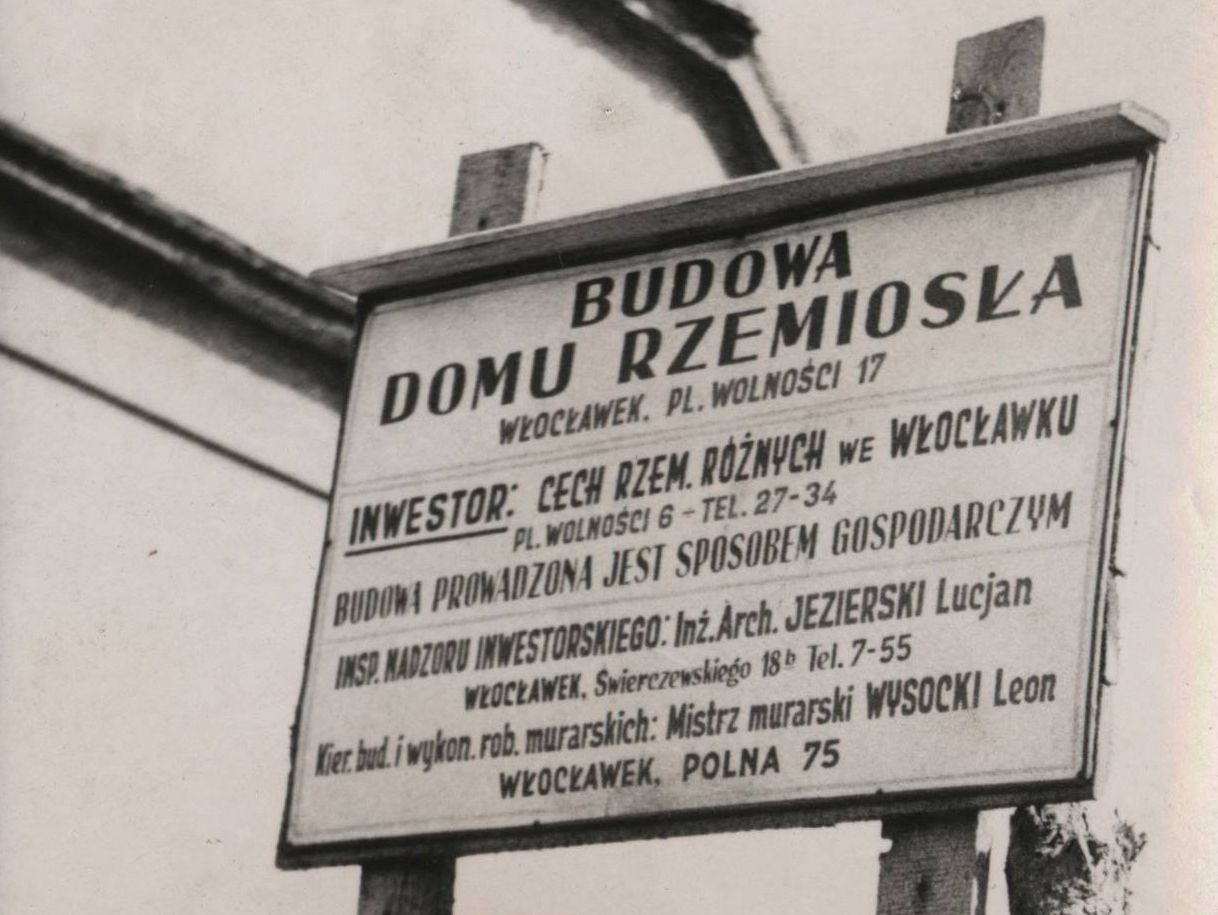 BUDOWA
DOMU RZEMIOSŁA
WŁOCŁAWEK. PL. WOLNOŚCI 17
INWESTOR: CECH RZEM. RÓŻNYCH WE WŁOCŁAWKU
PL. WOLNOŚCI 6 - TEL. 27-34
BUDOWA PROWADZONA JEST SPOSOBEM GOSPODARCZYM
INSP. NADZORU INWESTORSKIEGO: Inż. Arch. JEZIERSKI Lucjan
WŁOCŁAWEK, Świerczewskiego 18b Tel. 7-55
Kier. bud. i wykon. rob. murarskich: Mistrz murarski WYSOCKI Leon
WŁOCŁAWEK, POLNA 75